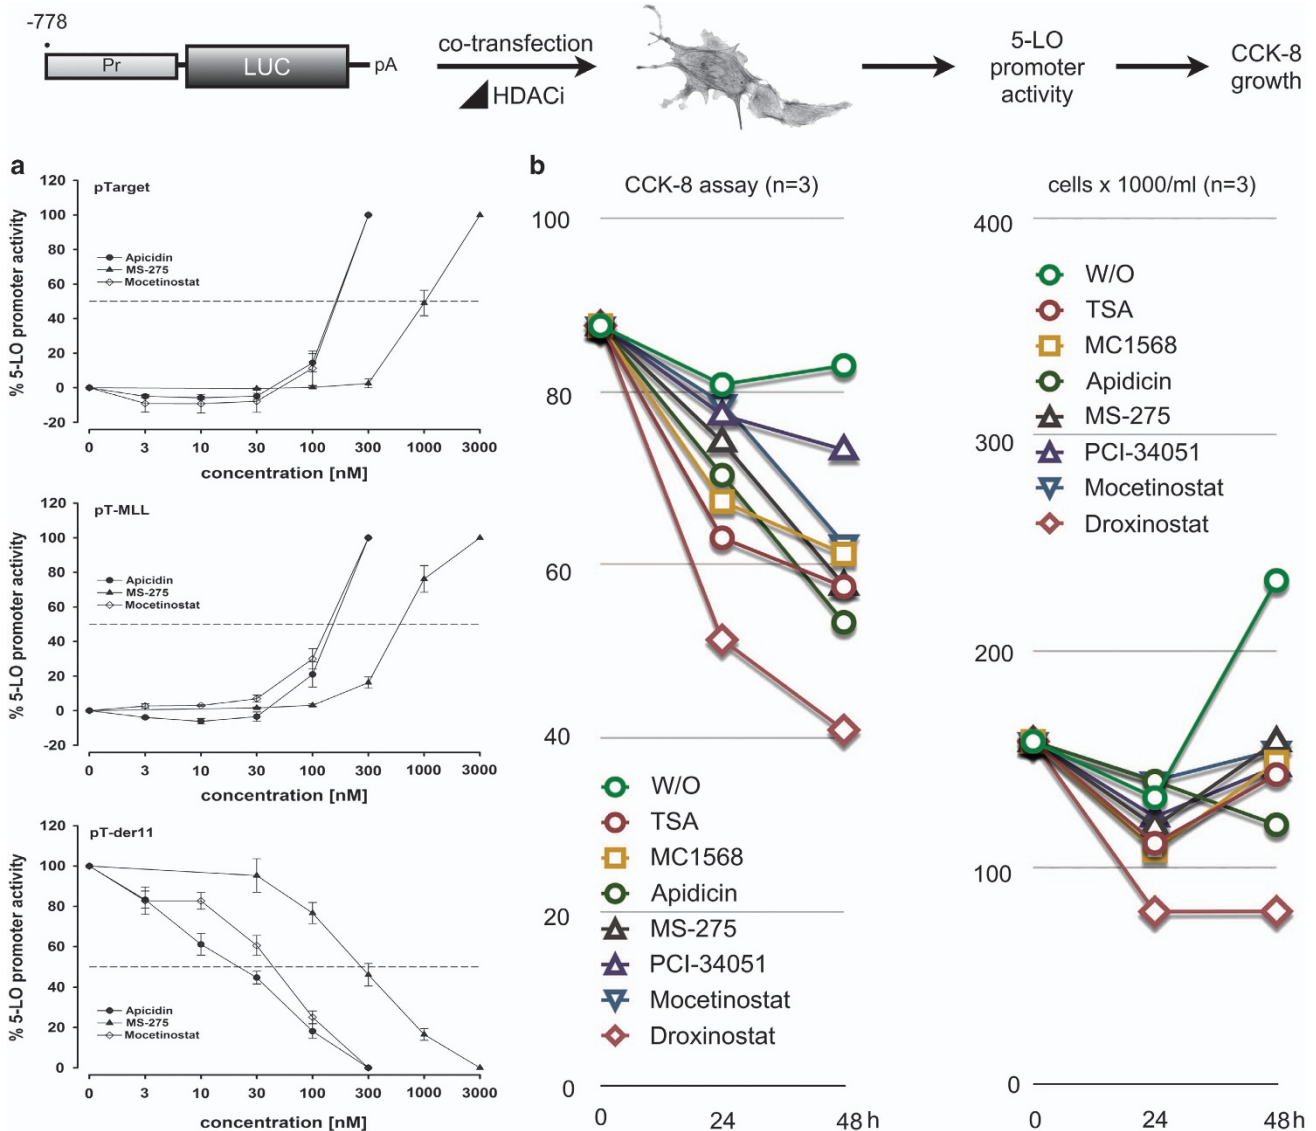 -778
Pr
LUC
pA
co-transfection
HDACi
5-LO
promoter
activity
CCK-8
growth
a
pTarget
% 5-LO promoter activity
120
100
80
60
40
20
0
-20
Apicidin
MS-275
Mocetinostat
0 3 10 30 100 300 1000 3000
concentration [nM]
pT-MLL
% 5-LO promoter activity
120
100
80
60
40
20
0
-20
Apicidin
MS-275
Mocetinostat
0 3 10 30 100 300 1000 3000
concentration [nM]
pT-der11
% 5-LO promoter activity
120
100
80
60
40
20
0
Apicidin
MS-275
Mocetinostat
0 3 10 30 100 300 1000 3000
concentration [nM]
b
CCK-8 assay (n=3)
100
80
60
40
20
0
W/O
TSA
MC1568
Apidicin
MS-275
PCI-34051
Mocetinostat
Droxinostat
0 24 48 h
cells x 1000/ml (n=3)
400
300
200
100
0
W/O
TSA
MC1568
Apidicin
MS-275
PCI-34051
Mocetinostat
Droxinostat
0 24 48 h